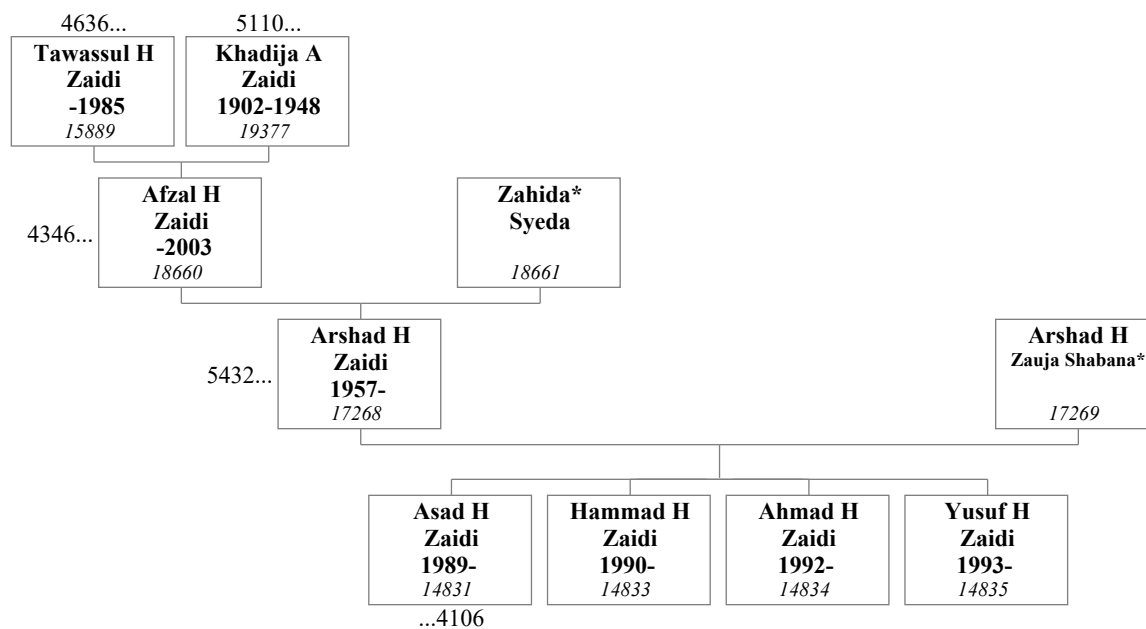 4636...
5110...
Tawassul H
Zaidi
-1985
15889
Khadija A
Zaidi
1902-1948
19377
4346...
Afzal H
Zaidi
-2003
18660
Zahida*
Syeda
18661
5432...
Arshad H
Zaidi
1957-
17268
Arshad H
Zauja Shabana*
17269
Asad H
Zaidi
1989-
14831
...4106
Hammad H
Zaidi
1990-
14833
Ahmad H
Zaidi
1992-
14834
Yusuf H
Zaidi
1993-
14835